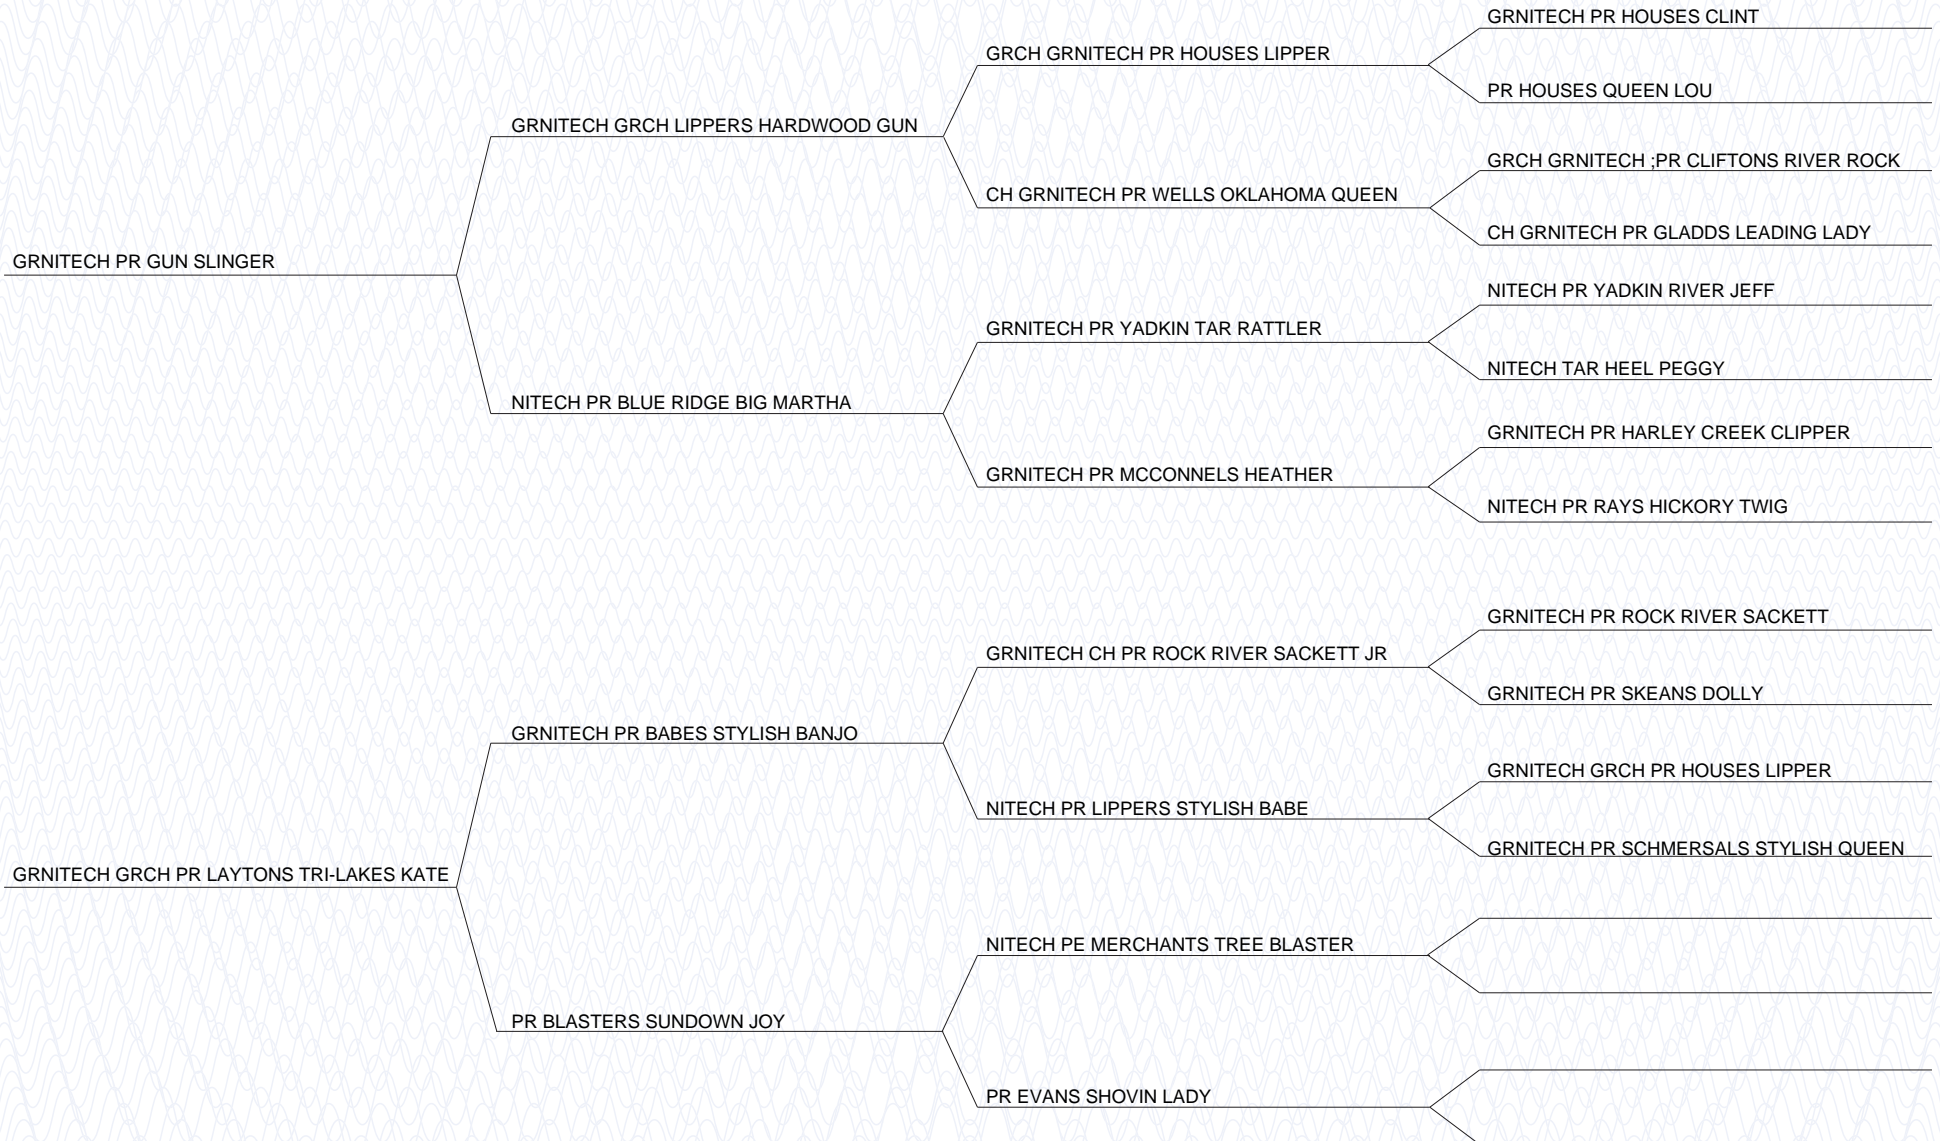 GRNITECH PR HOUSES CLINT
GRCH GRNITECH PR HOUSES LIPPER
PR HOUSES QUEEN LOU
GRNITECH GRCH LIPPERS HARDWOOD GUN
GRCH GRNITECH ;PR CLIFTONS RIVER ROCK
CH GRNITECH PR WELLS OKLAHOMA QUEEN
CH GRNITECH PR GLADDS LEADING LADY
GRNITECH PR GUN SLINGER
NITECH PR YADKIN RIVER JEFF
GRNITECH PR YADKIN TAR RATTLER
NITECH TAR HEEL PEGGY
NITECH PR BLUE RIDGE BIG MARTHA
GRNITECH PR HARLEY CREEK CLIPPER
GRNITECH PR MCCONNELS HEATHER
NITECH PR RAYS HICKORY TWIG
GRNITECH PR ROCK RIVER SACKETT
GRNITECH CH PR ROCK RIVER SACKETT JR
GRNITECH PR SKEANS DOLLY
GRNITECH PR BABES STYLISH BANJO
GRNITECH GRCH PR HOUSES LIPPER
NITECH PR LIPPERS STYLISH BABE
GRNITECH PR SCHMERSALS STYLISH QUEEN
GRNITECH GRCH PR LAYTONS TRI-LAKES KATE
NITECH PE MERCHANTS TREE BLASTER
PR BLASTERS SUNDOWN JOY
PR EVANS SHOVIN LADY